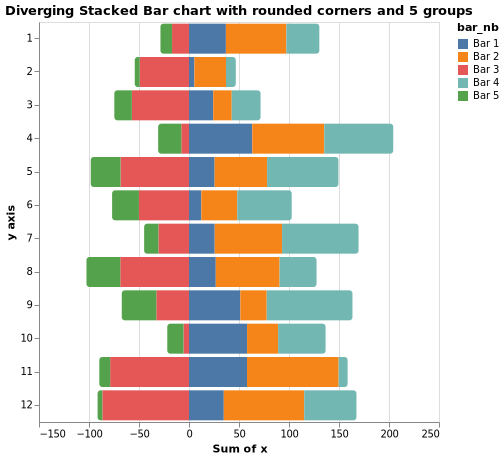 Diverging Stacked Bar chart with rounded corners and 5 groups
bar_nb
Bar 1
Bar 2
Bar 3
Bar 4
Bar 5
y axis
1
2
3
4
5
6
7
8
9
10
11
12
−150 −100 −50 0 50 100 150 200 250
Sum of x